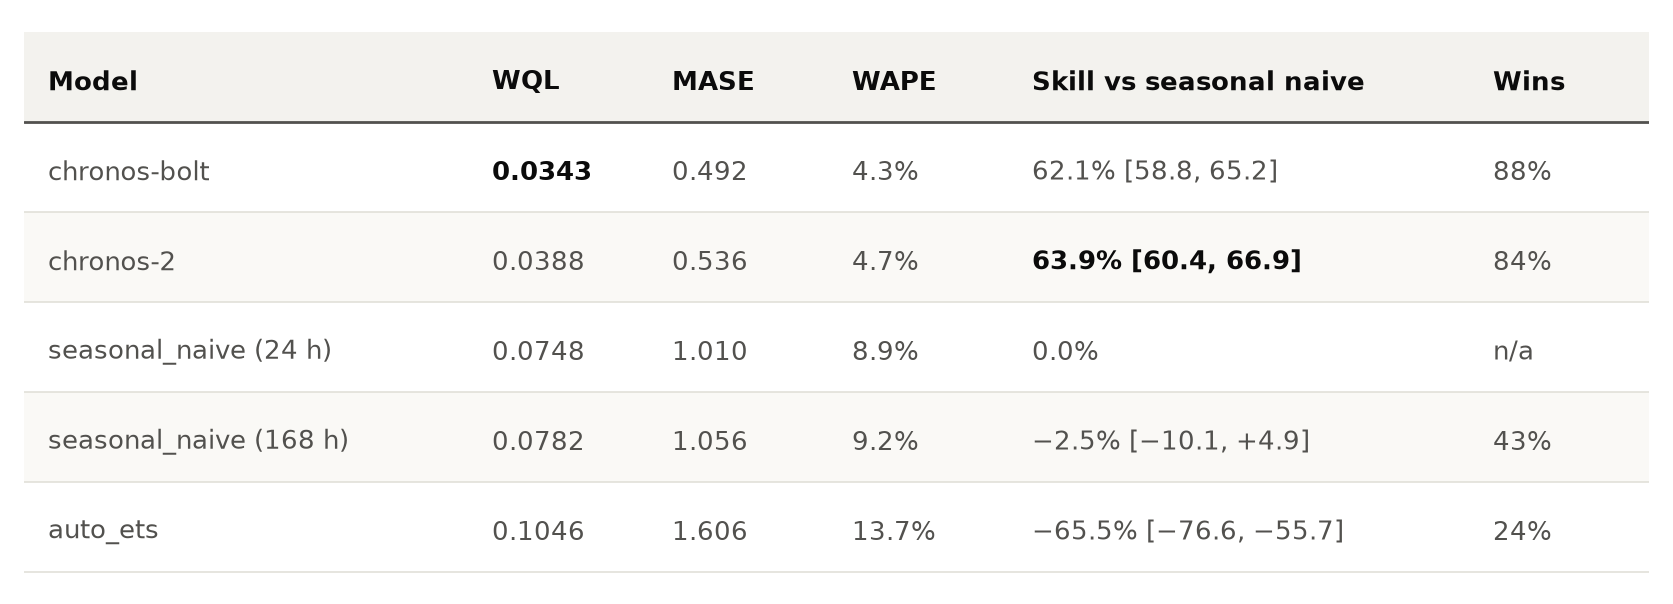 Model WQL MASE WAPE Skill vs seasonal naive Wins
chronos-bolt 0.0343 0.492 4.3% 62.1% [58.8, 65.2] 88%
chronos-2 0.0388 0.536 4.7% 63.9% [60.4, 66.9] 84%
seasonal_naive (24 h) 0.0748 1.010 8.9% 0.0% n/a
seasonal_naive (168 h) 0.0782 1.056 9.2% −2.5% [−10.1, +4.9] 43%
auto_ets 0.1046 1.606 13.7% −65.5% [−76.6, −55.7] 24%